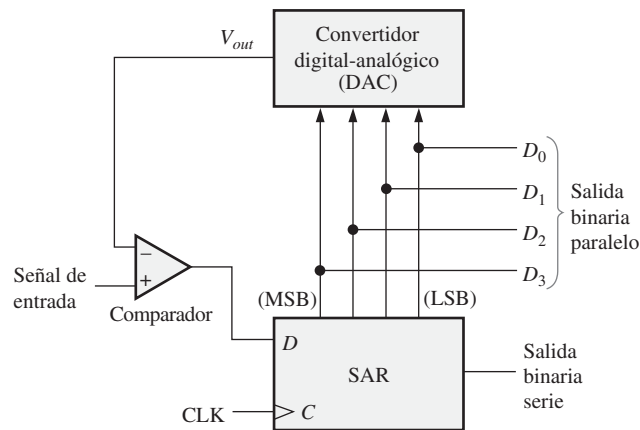 Convertidor
digital-analógico
(DAC)
V_out
D_0
D_1
D_2
D_3
Salida
binaria
paralelo
Señal de
entrada
−
+
Comparador
(MSB)
(LSB)
D
SAR
CLK
C
Salida
binaria
serie